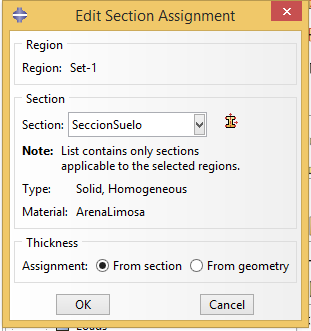 Edit Section Assignment
Region
Region: Set-1
Section
Section: SeccionSuelo
Note: List contains only sections
applicable to the selected regions.
Type: Solid, Homogeneous
Material: ArenaLimosa
Thickness
Assignment: From section From geometry
OK Cancel
Loads